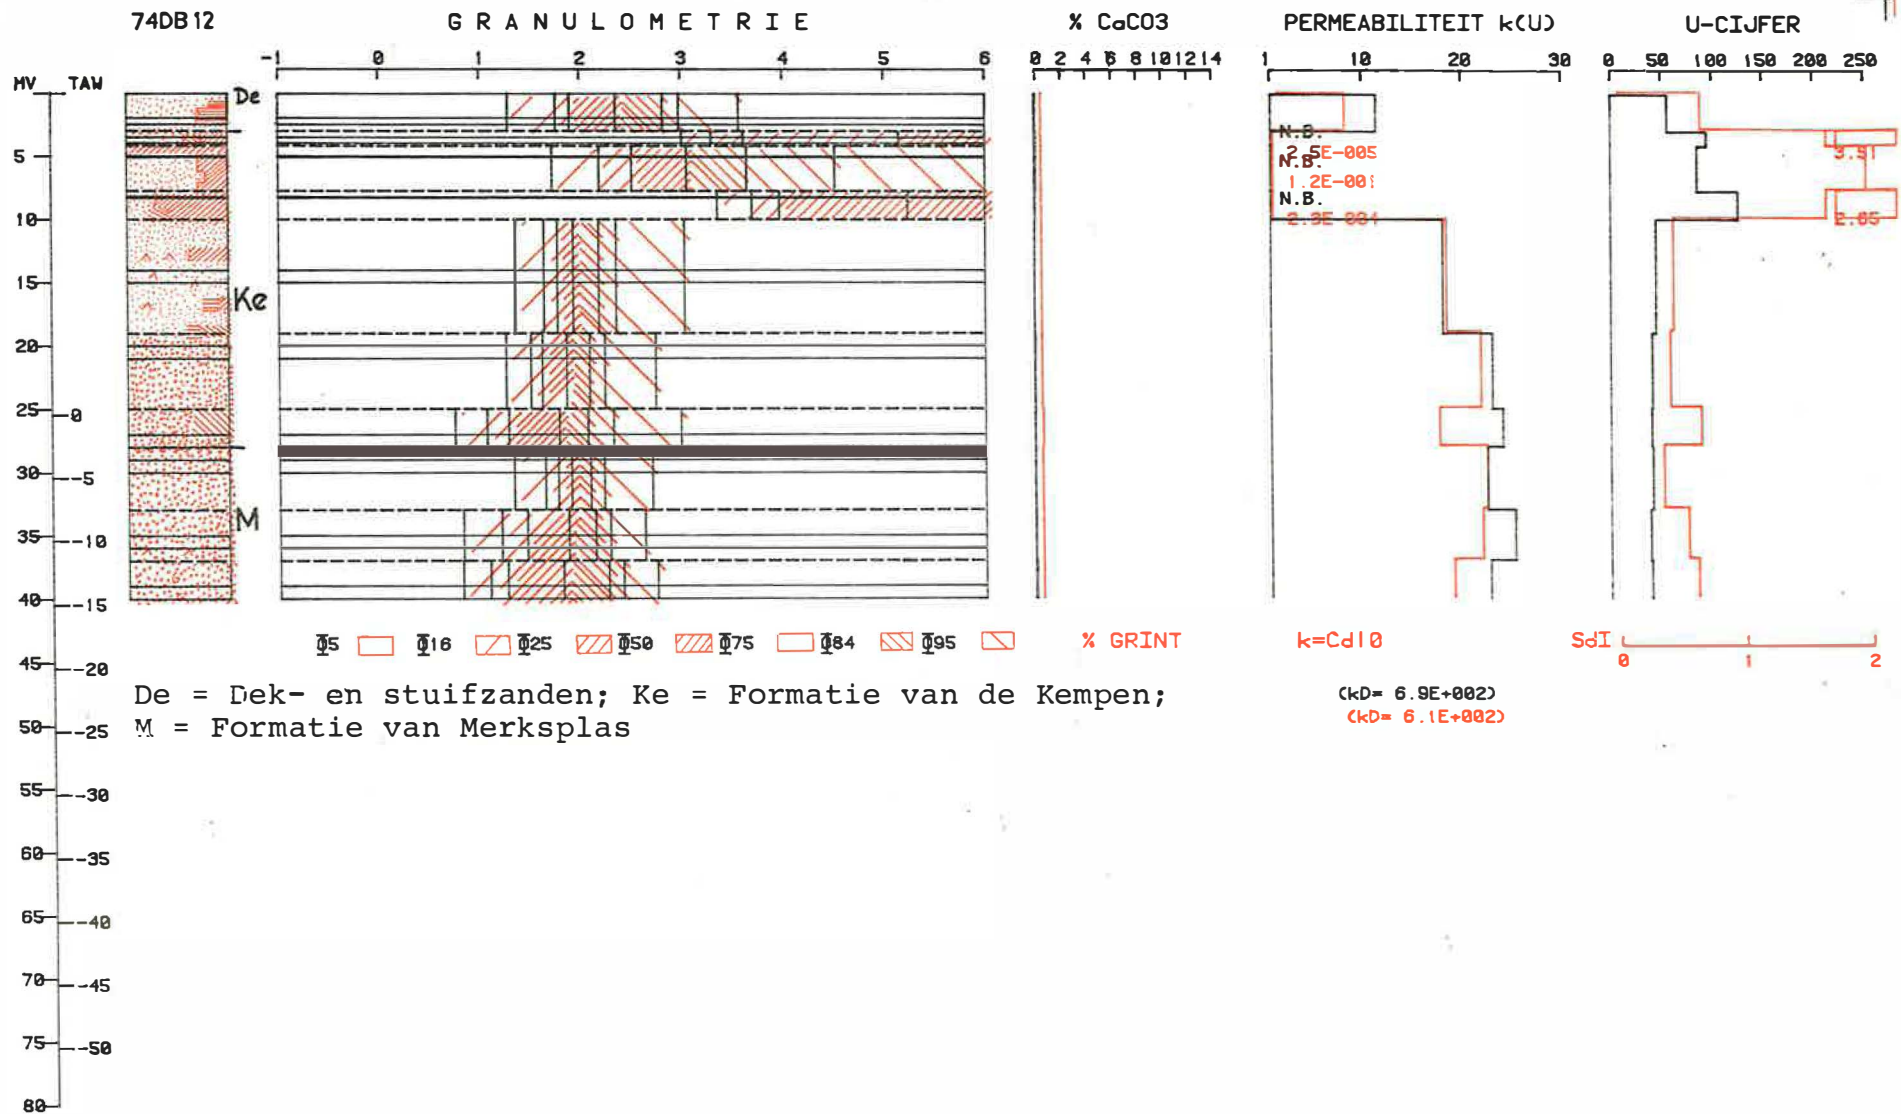 74DB12 GRANULOMETRIE % CaCO3 PERMEABILITEIT k(U) U-CIJFER
-1 0 1 2 3 4 5 6 0 2 4 6 8 10 12 14 1 10 20 30 0 50 100 150 200 250
MV TAW
De
N.B.
2.5E-005 3.51
N.B.
5
N.B.
10 2.65
15
Ke
20
25
0
30
-5
M
35
-10
40
-15
Φ5 Φ16 Φ25 Φ50 Φ75 Φ84 Φ95 % GRINT k=Cd10 SdI
0 1 2
45
-20
De = Dek- en stuifzanden; Ke = Formatie van de Kempen;
M = Formatie van Merksplas
(kD= 6.9E+002)
(kD= 6.1E+002)
50
-25
55
-30
60
-35
65
-40
70
-45
75
-50
80